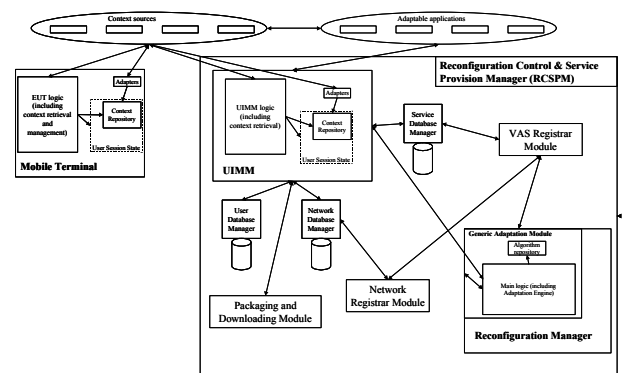 Context sources
Adaptable applications
Reconfiguration Control & Service
Provision Manager (RCSPM)
EUT logic
(including
context retrieval
and
management)
Adapters
Context
Repository
User Session State
Mobile Terminal
UIMM logic
(including
context retrieval)
Adapters
Context
Repository
User Session State
UIMM
Service
Database
Manager
VAS Registrar
Module
User
Database
Manager
Network
Database
Manager
Generic Adaptation Module
Algorithm
repository
Main logic (including
Adaptation Engine)
Reconfiguration Manager
Packaging and
Downloading Module
Network
Registrar Module